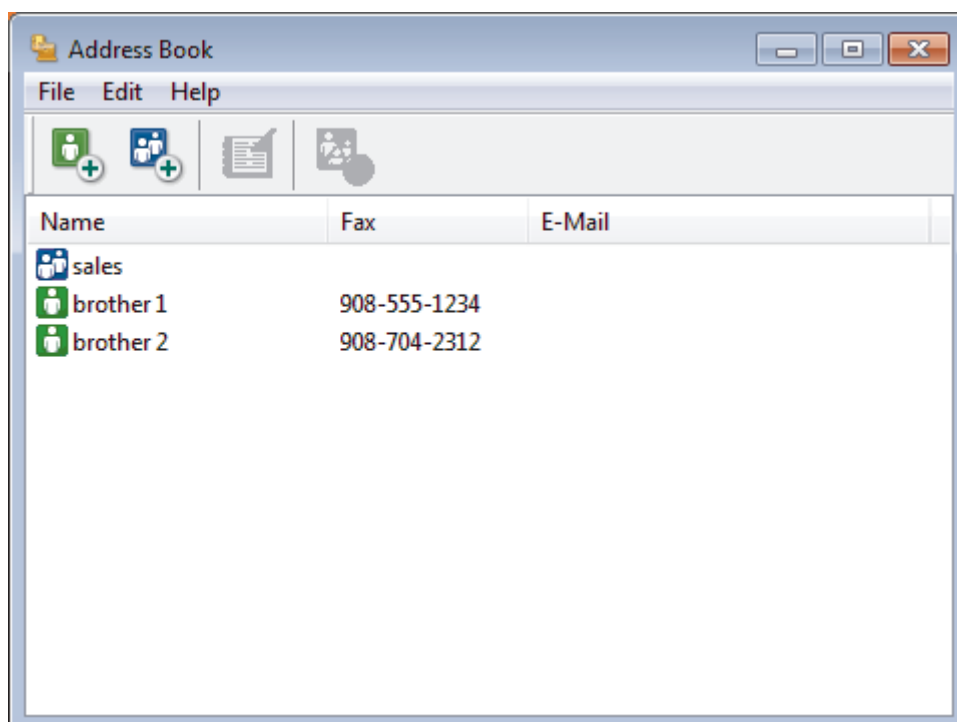 Address Book
File Edit Help
Name Fax E-Mail
sales
brother 1 908-555-1234
brother 2 908-704-2312